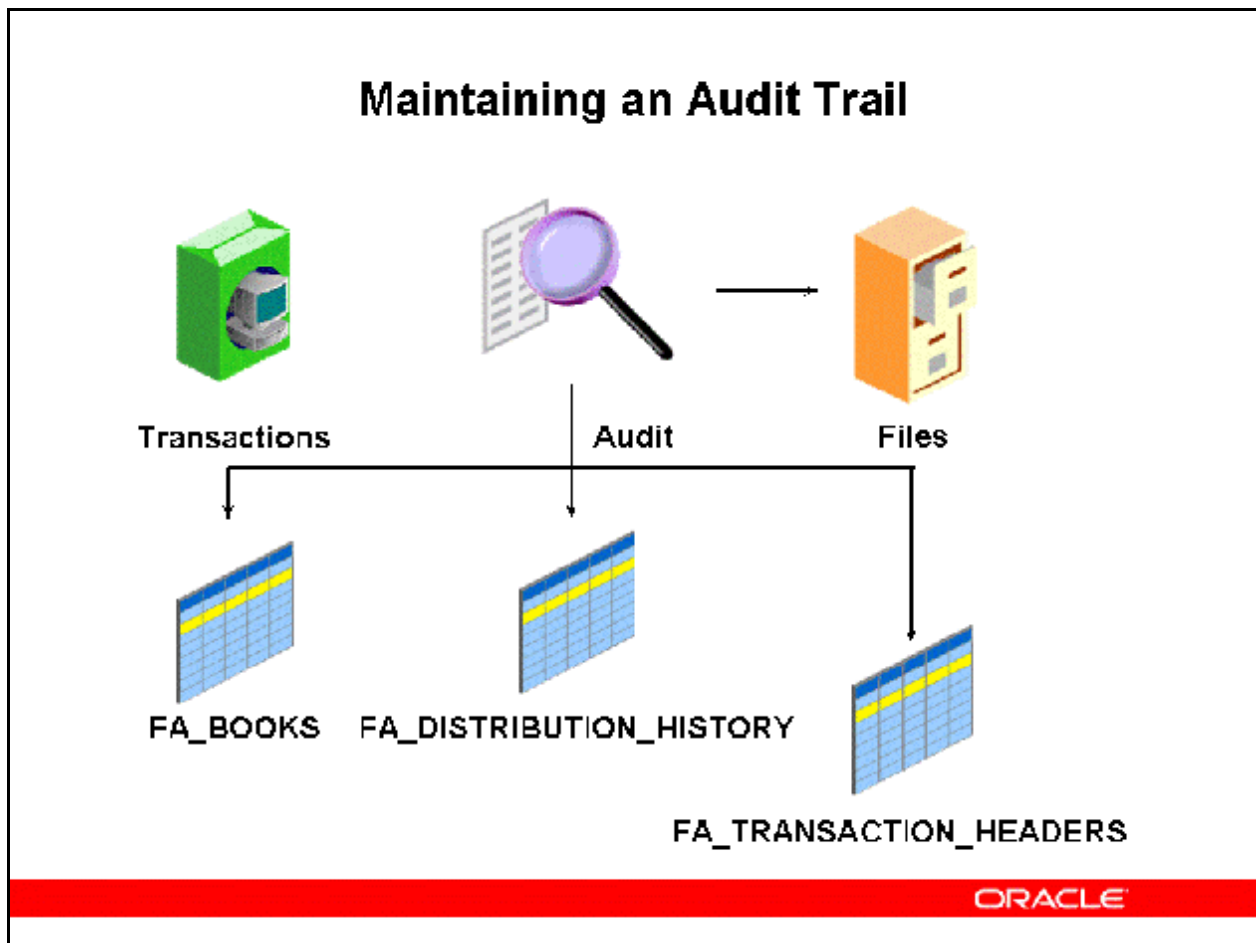 Maintaining an Audit Trail
Transactions
Audit
Files
FA_BOOKS
FA_DISTRIBUTION_HISTORY
FA_TRANSACTION_HEADERS
ORACLE